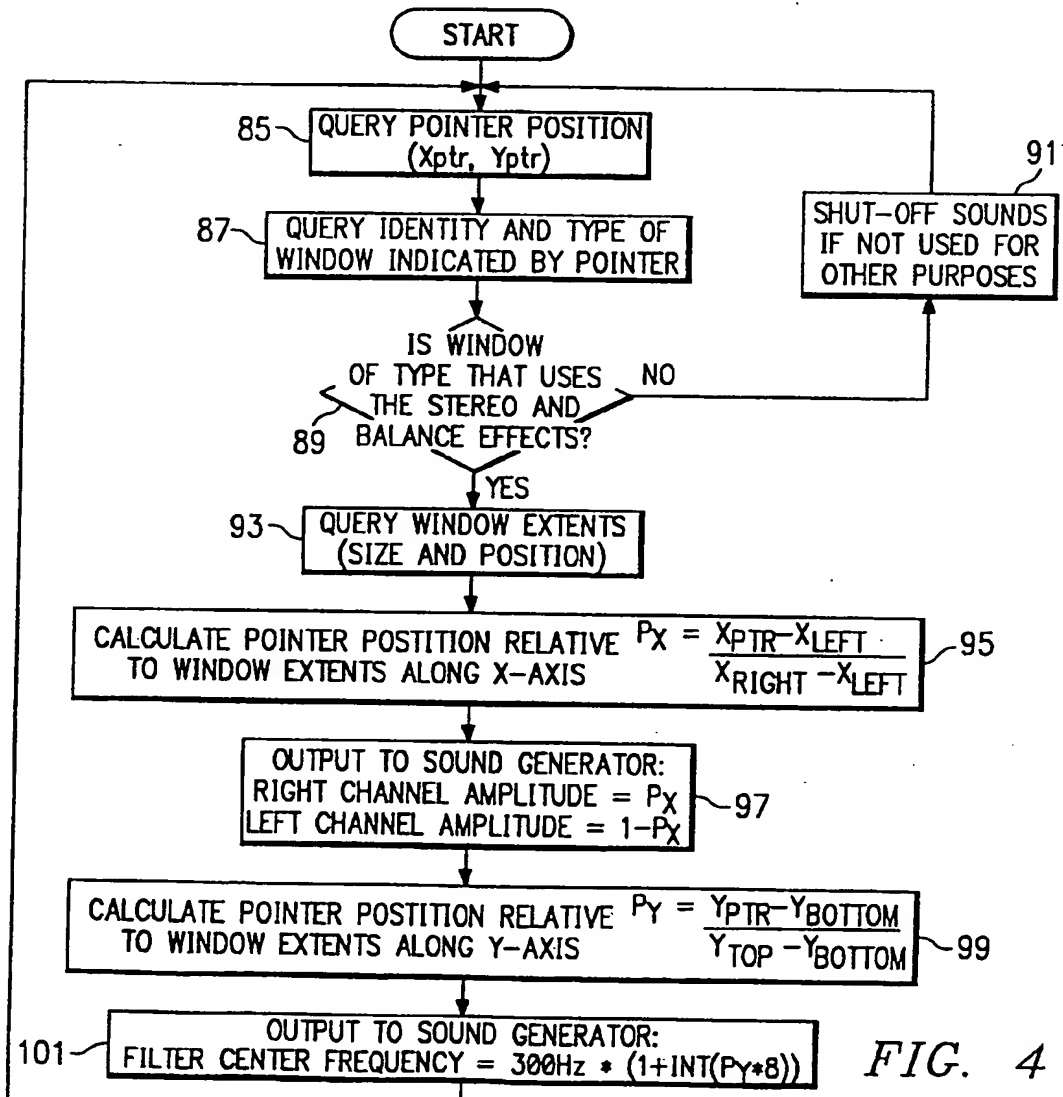 START
85
QUERY POINTER POSITION
(Xptr, Yptr)
91
SHUT-OFF SOUNDS
IF NOT USED FOR
OTHER PURPOSES
87
QUERY IDENTITY AND TYPE OF
WINDOW INDICATED BY POINTER
IS WINDOW
OF TYPE THAT USES
THE STEREO AND
BALANCE EFFECTS?
NO
89
YES
93
QUERY WINDOW EXTENTS
(SIZE AND POSITION)
CALCULATE POINTER POSTITION RELATIVE
TO WINDOW EXTENTS ALONG X-AXIS
PX = XPTR-XLEFT
XRIGHT -XLEFT
95
OUTPUT TO SOUND GENERATOR:
RIGHT CHANNEL AMPLITUDE = PX
LEFT CHANNEL AMPLITUDE = 1-PX
97
CALCULATE POINTER POSTITION RELATIVE
TO WINDOW EXTENTS ALONG Y-AXIS
PY = YPTR-YBOTTOM
YTOP -YBOTTOM
99
101
OUTPUT TO SOUND GENERATOR:
FILTER CENTER FREQUENCY = 300Hz * (1+INT(PY*8))
FIG. 4